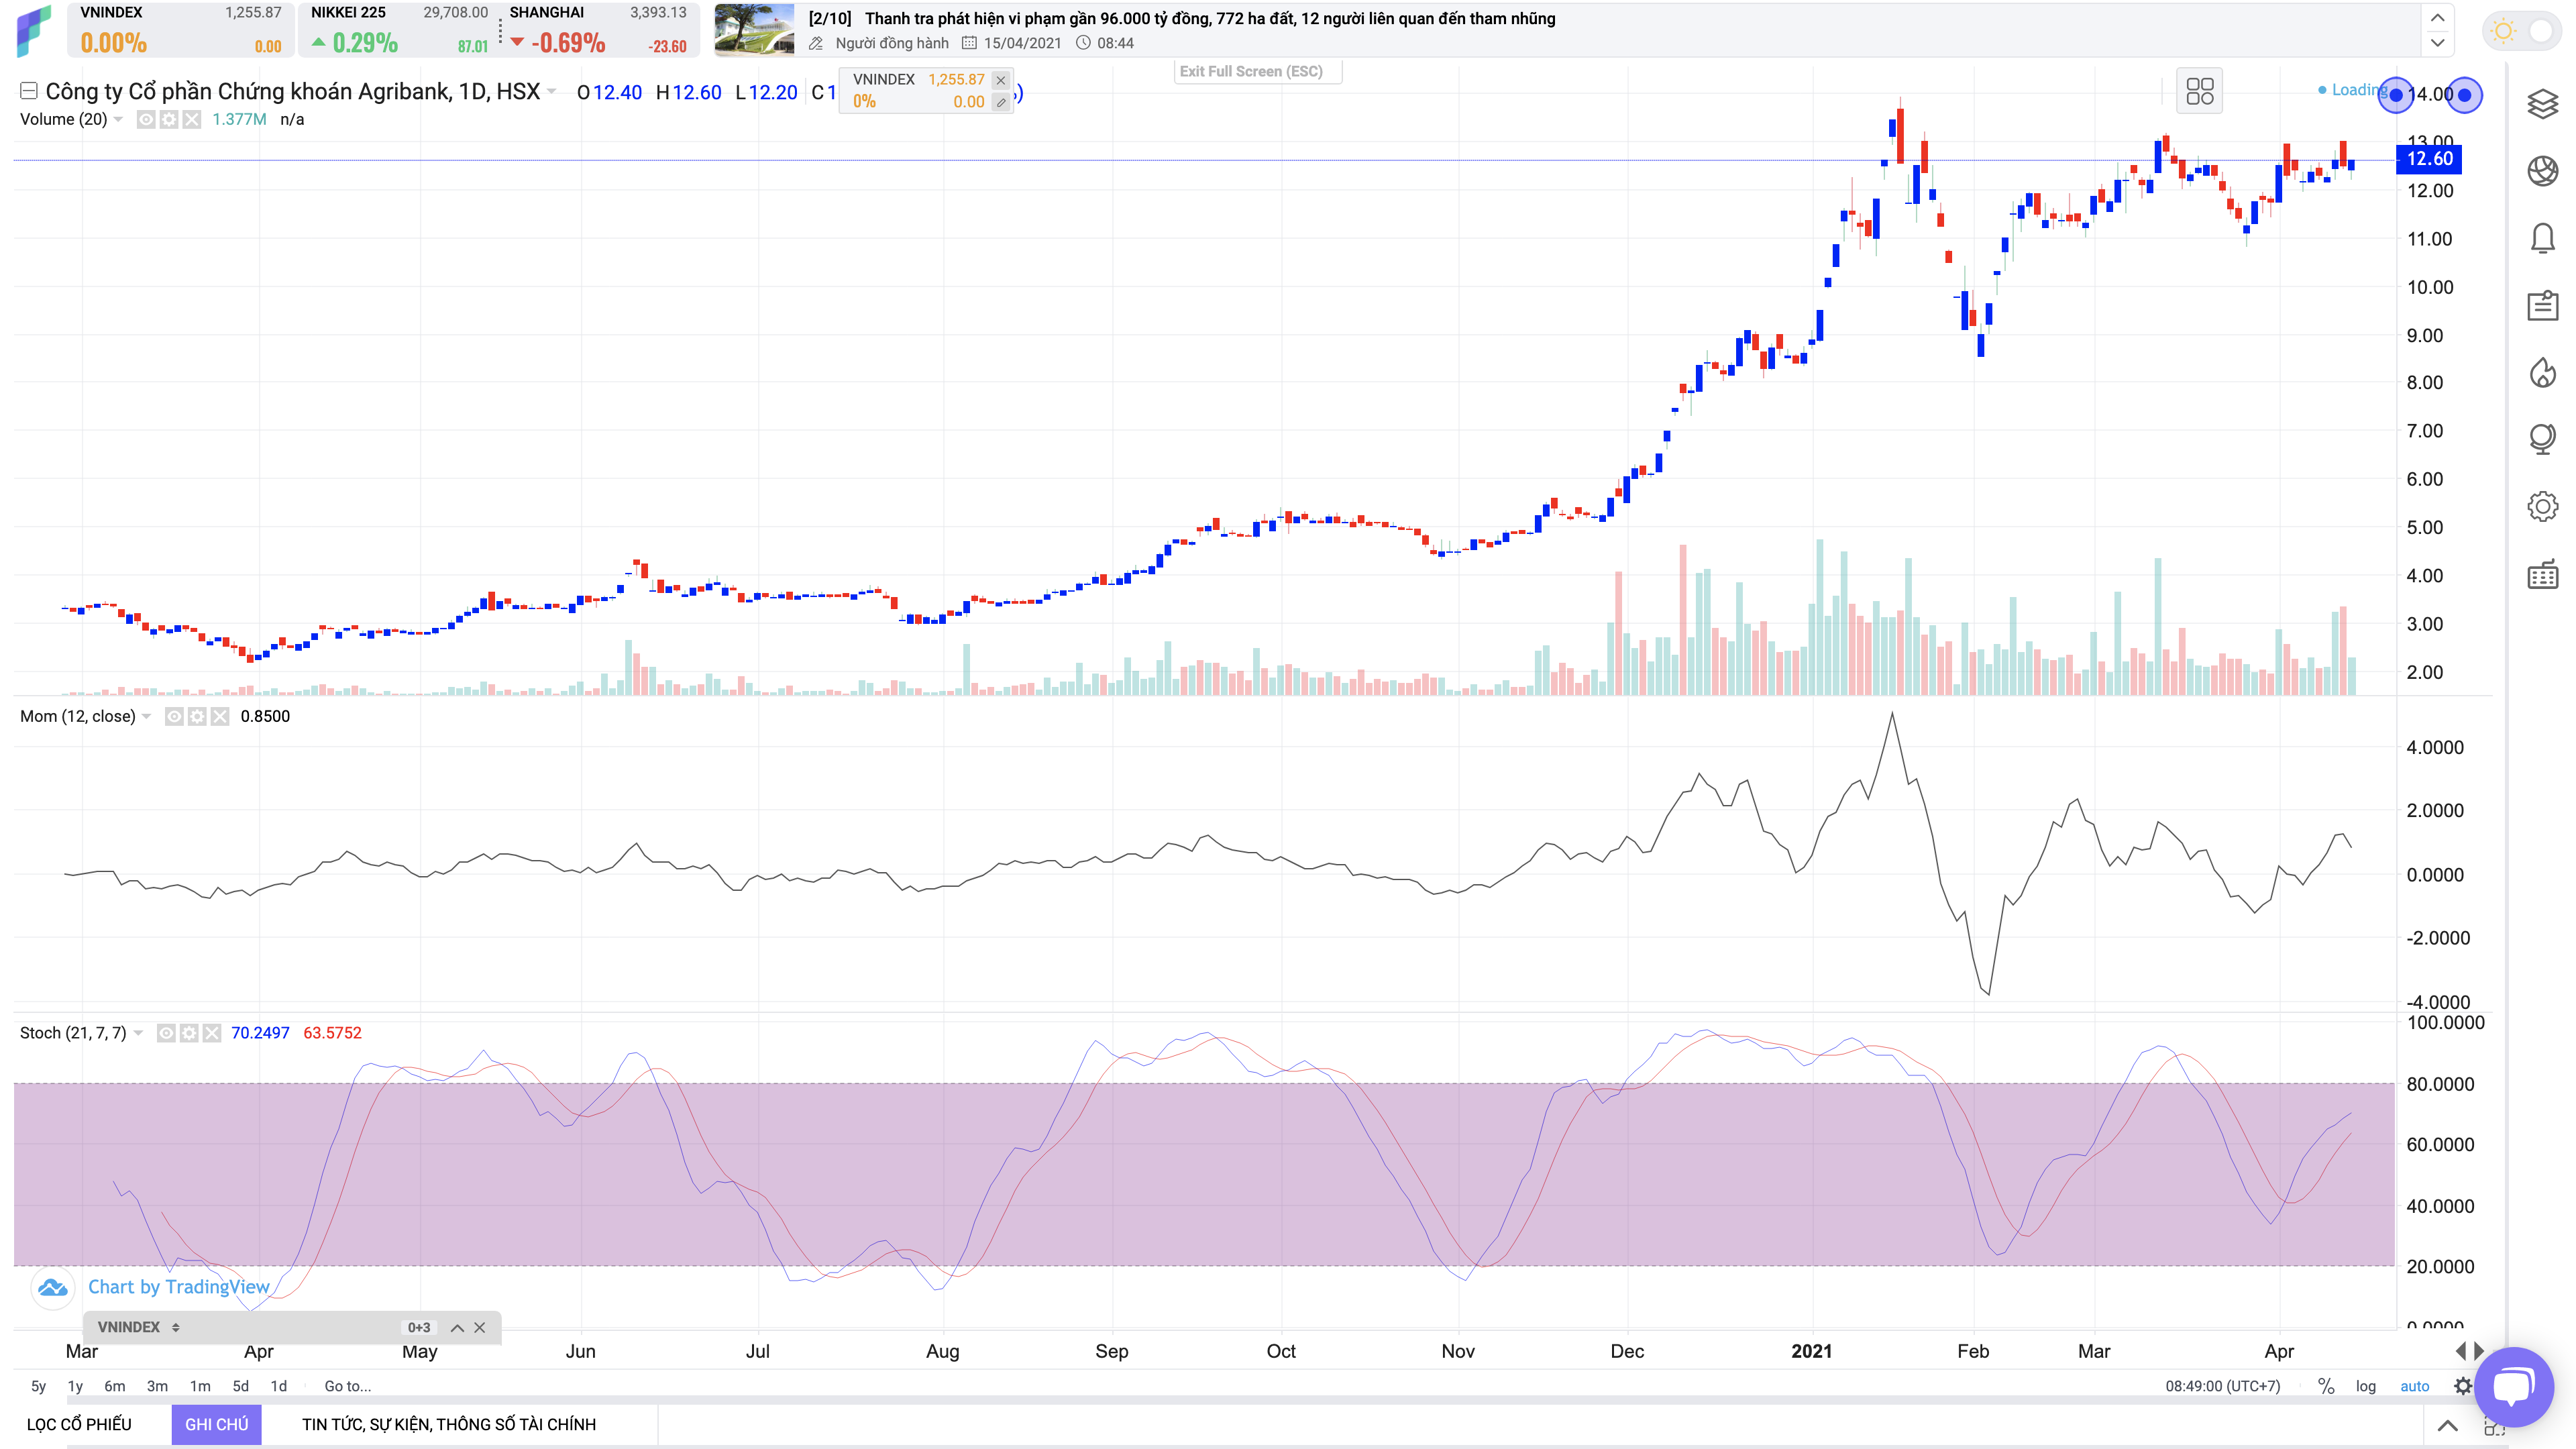 VNINDEX 1,255.87
0.00% 0.00
NIKKEI 225 29,708.00
0.29% 87.01
SHANGHAI 3,393.13
-0.69% -23.60
[2/10] Thanh tra phát hiện vi phạm gần 96.000 tỷ đồng, 772 ha đất, 12 người liên quan đến tham nhũng
Người đồng hành 15/04/2021 08:44
Exit Full Screen (ESC)
Công ty Cổ phần Chứng khoán Agribank, 1D, HSX O12.40 H12.60 L12.20 C1
VNINDEX 1,255.87
0% 0.00
Loading
Volume (20) 1.377M n/a
14.00
13.00
12.60
12.00
11.00
10.00
9.00
8.00
7.00
6.00
5.00
4.00
3.00
2.00
Mom (12, close) 0.8500
4.0000
2.0000
0.0000
-2.0000
-4.0000
Stoch (21, 7, 7) 70.2497 63.5752
100.0000
80.0000
60.0000
40.0000
20.0000
0.0000
Chart by TradingView
VNINDEX 0+3
Mar Apr May Jun Jul Aug Sep Oct Nov Dec 2021 Feb Mar Apr
5y 1y 6m 3m 1m 5d 1d Go to... 08:49:00 (UTC+7) % log auto
LỌC CỔ PHIẾU GHI CHÚ TIN TỨC, SỰ KIỆN, THÔNG SỐ TÀI CHÍNH